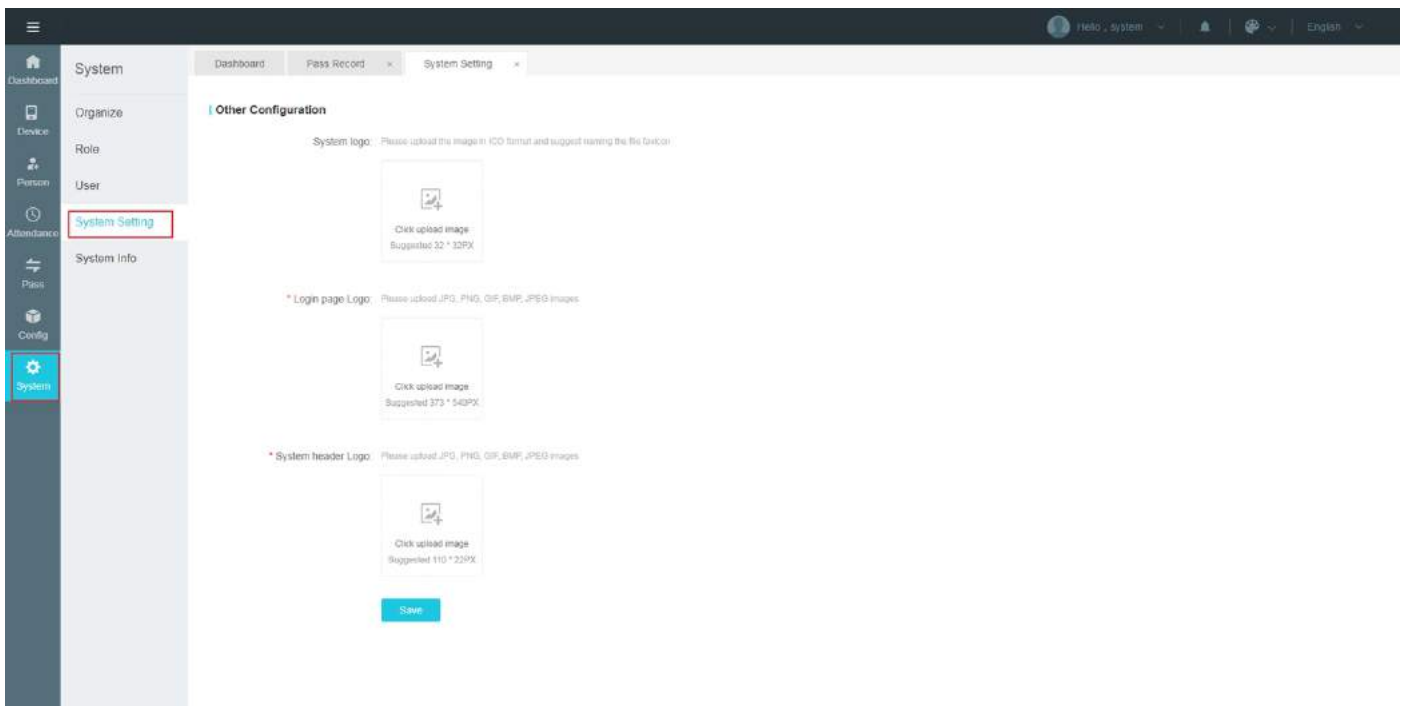 Hello , system
English
Dashboard
Device
Person
Attendance
Pass
Config
System
System
Organize
Role
User
System Setting
System Info
Dashboard
Pass Record ×
System Setting ×
Other Configuration
System logo: Please upload the image in ICO format and suggest naming the file favicon
Click upload image
Suggested 32 * 32PX
* Login page Logo: Please upload JPG, PNG, GIF, BMP, JPEG images
Click upload image
Suggested 373 * 540PX
* System header Logo: Please upload JPG, PNG, GIF, BMP, JPEG images
Click upload image
Suggested 110 * 22PX
Save